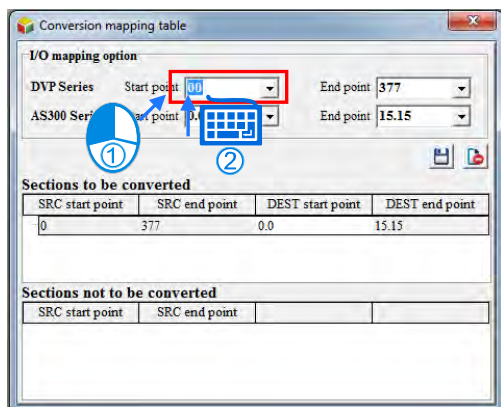 Conversion mapping table
I/O mapping option
DVP Series Start point 00 End point 377
AS300 Seri rt point 0.0 End point 15.15
① ②
Sections to be converted
SRC start point SRC end point DEST start point DEST end point
0 377 0.0 15.15
Sections not to be converted
SRC start point SRC end point